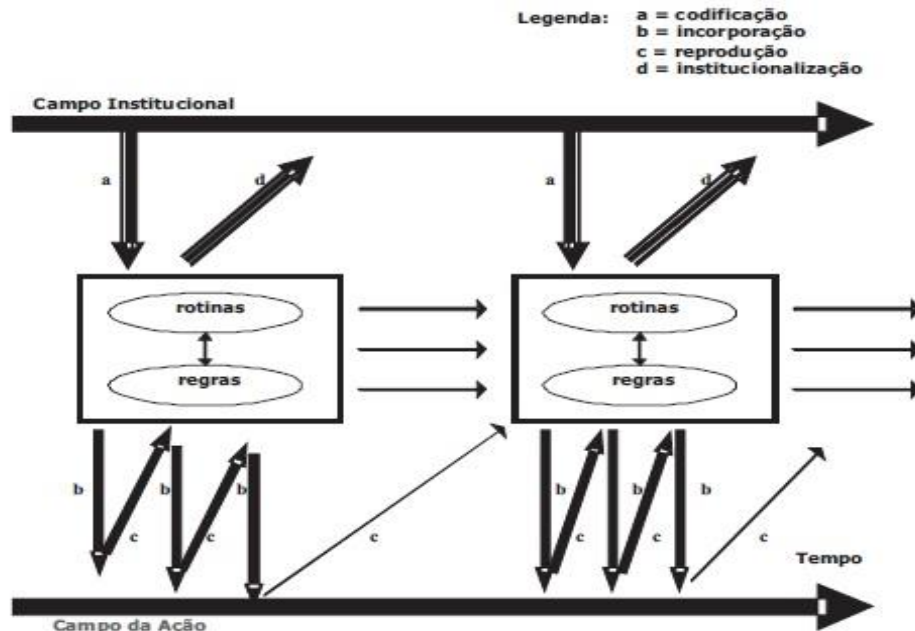 Legenda: a = codificação
b = incorporação
c = reprodução
d = institucionalização
Campo Institucional
a
d
a
d
rotinas
rotinas
regras
regras
b
b
b
b
b
b
c
c
c
c
c
c
Tempo
Campo da Ação